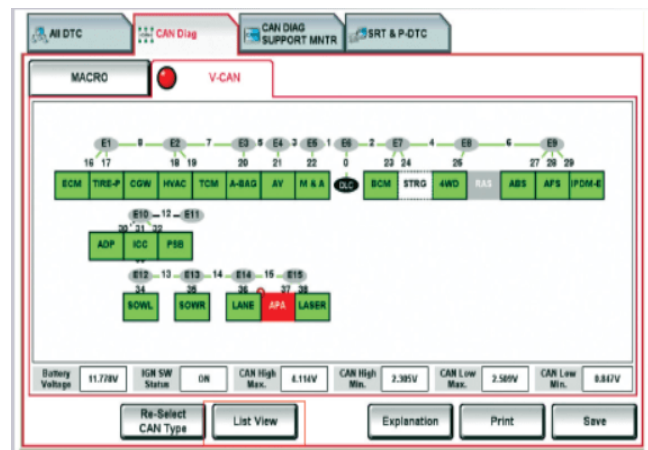 All DTC
CAN Diag
CAN DIAG
SUPPORT MNTR
SRT & P-DTC
MACRO
V-CAN
E1 8 E2 7 E3 5 E4 3 E5 1 E6 2 E7 4 E8 6 E9
16 17 18 19 20 21 22 0 23 24 25 27 28 29
ECM TIRE-P CGW HVAC TCM A-BAG AV M & A DLC BCM STRG 4WD RAS ABS AFS IPDM-E
E10 12 E11
30 31 32
ADP ICC PSB
E12 13 E13 14 E14 15 E15
34 35 36 37 38
SOWL SOWR LANE APA LASER
Battery
Voltage
11.778V
IGN SW
Status
ON
CAN High
Max.
4.114V
CAN High
Min.
2.305V
CAN Low
Max.
2.509V
CAN Low
Min.
0.847V
Re-Select
CAN Type
List View
Explanation
Print
Save